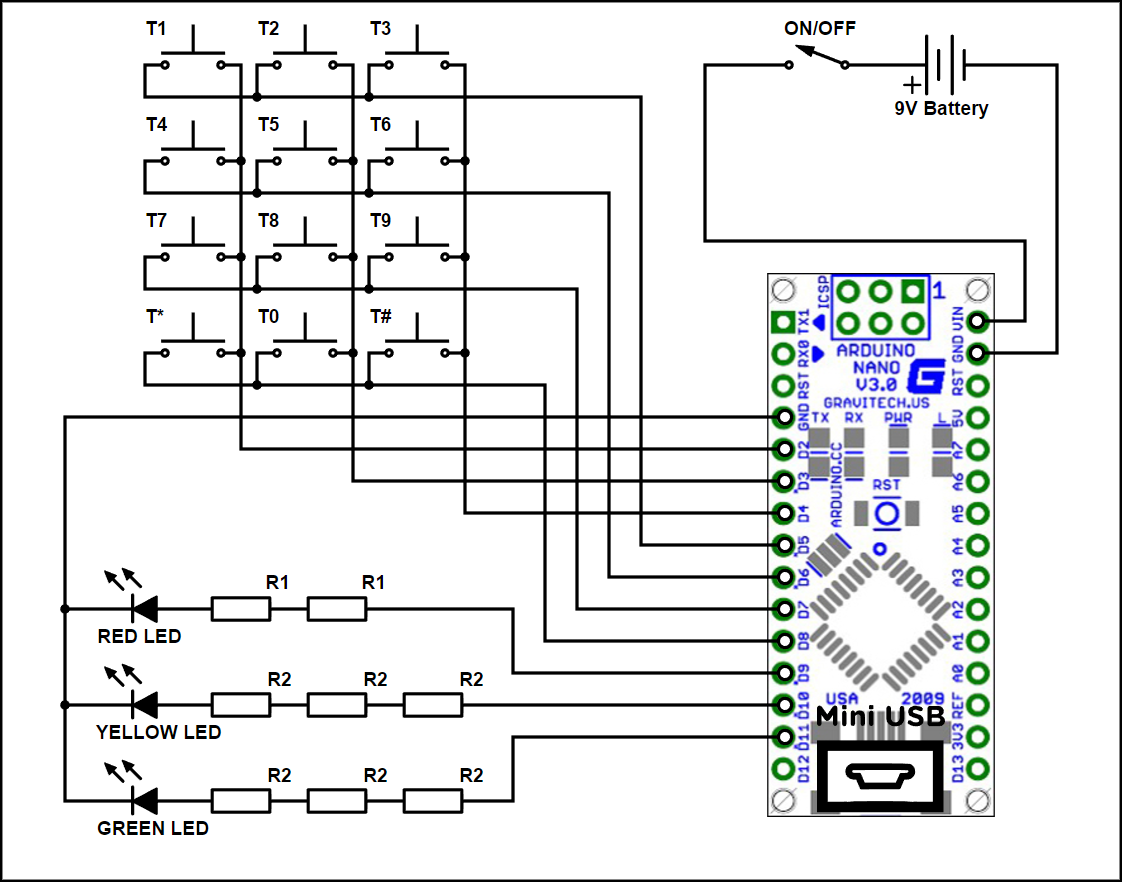 T1 T2 T3
ON/OFF
+
9V Battery
T4 T5 T6
T7 T8 T9
T* T0 T#
ICSP
1
TX1
RX0
RST
GND
D2
D3
D4
D5
D6
D7
D8
D9
D10
D11
D12
VIN
GND
RST
5V
A7
A6
A5
A4
A3
A2
A1
A0
REF
3V3
D13
ARDUINO
NANO
V3.0
G
GRAVITECH.US
TX RX PWR L
ARDUINO.CC
RST
USA 2009
Mini USB
R1 R1
RED LED
R2 R2 R2
YELLOW LED
R2 R2 R2
GREEN LED